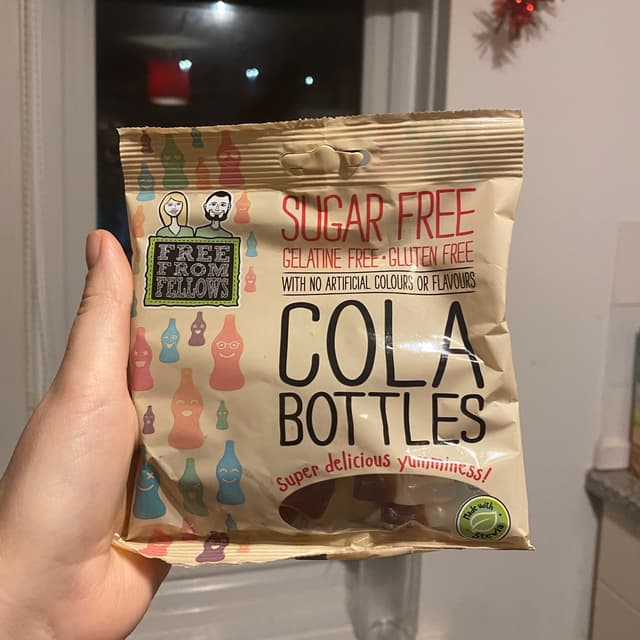 FREE
FROM
FELLOWS
SUGAR FREE
GELATINE FREE • GLUTEN FREE
WITH NO ARTIFICIAL COLOURS OR FLAVOURS
COLA
BOTTLES
super delicious yumminess!
Made with
Stevia